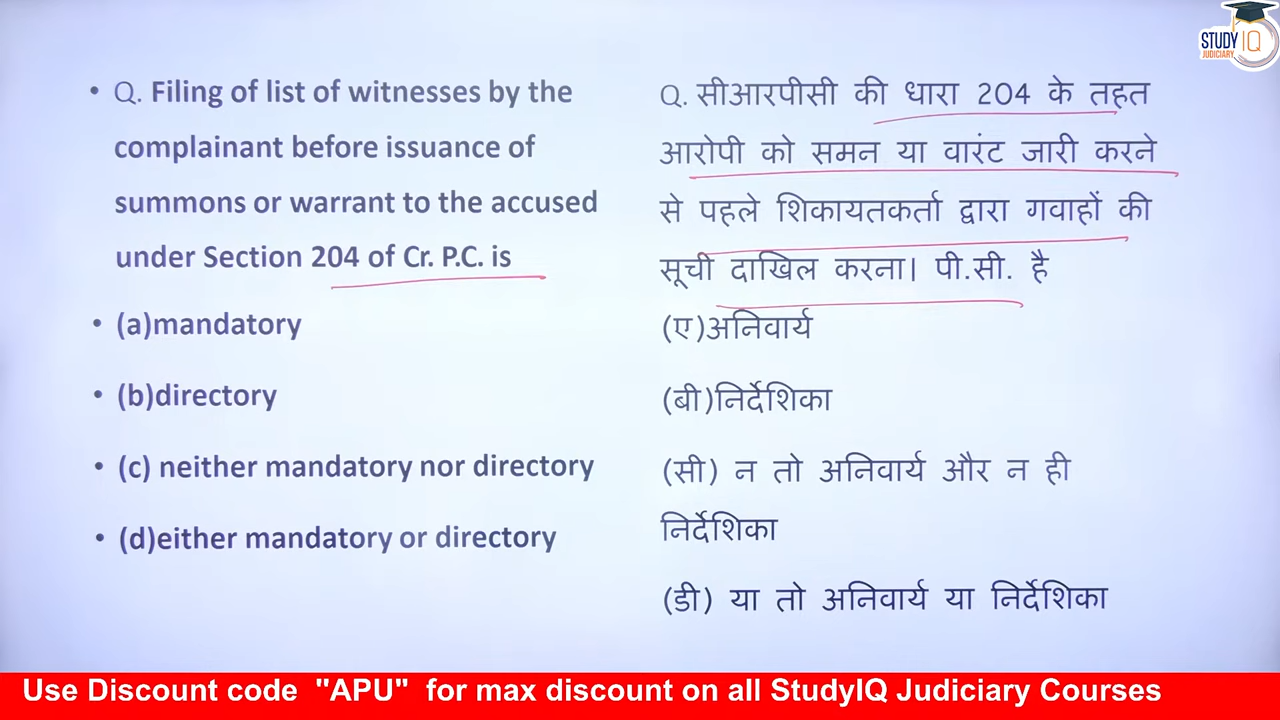 STUDY IQ
JUDICIARY
• Q. Filing of list of witnesses by the
complainant before issuance of
summons or warrant to the accused
under Section 204 of Cr. P.C. is
• (a)mandatory
• (b)directory
• (c) neither mandatory nor directory
• (d)either mandatory or directory
Q. सीआरपीसी की धारा 204 के तहत
आरोपी को समन या वारंट जारी करने
से पहले शिकायतकर्ता द्वारा गवाहों की
सूची दाखिल करना। पी.सी. है
(ए)अनिवार्य
(बी)निर्देशिका
(सी) न तो अनिवार्य और न ही
निर्देशिका
(डी) या तो अनिवार्य या निर्देशिका
Use Discount code "APU" for max discount on all StudyIQ Judiciary Courses